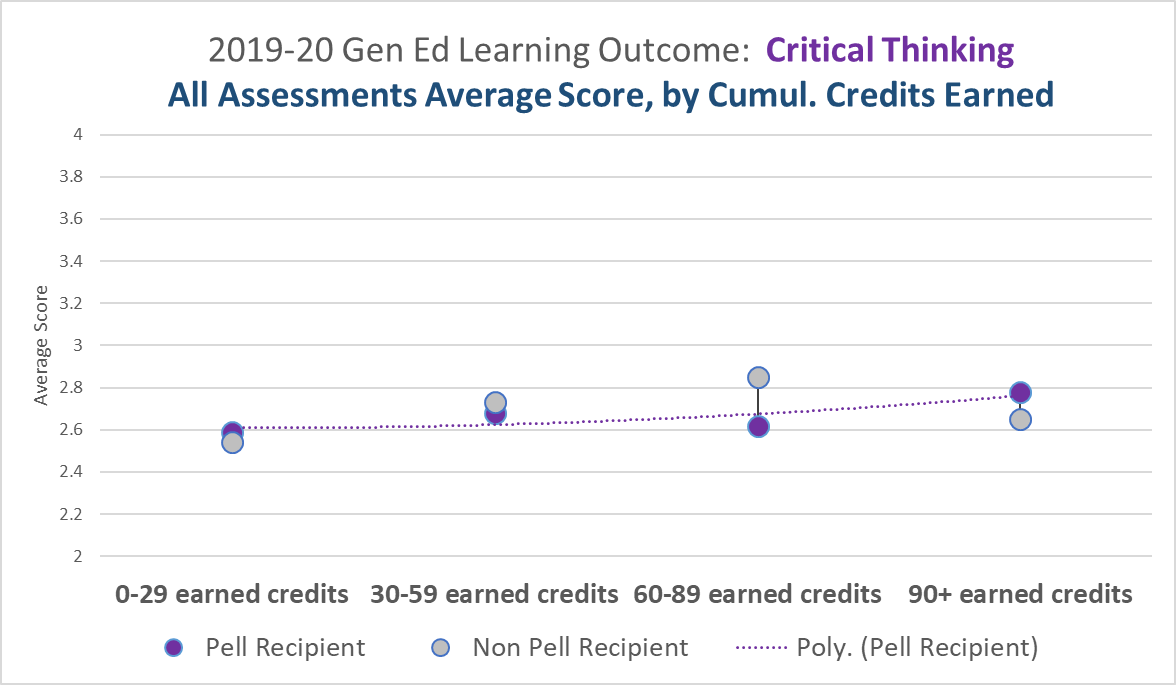 2019-20 Gen Ed Learning Outcome:  Critical Thinking
All Assessments Average Score, by Cumul. Credits Earned
4
3.8
3.6
3.4
3.2
3
2.8
2.6
2.4
2.2
2
Average Score
0-29 earned credits 30-59 earned credits 60-89 earned credits 90+ earned credits
Pell Recipient Non Pell Recipient Poly. (Pell Recipient)